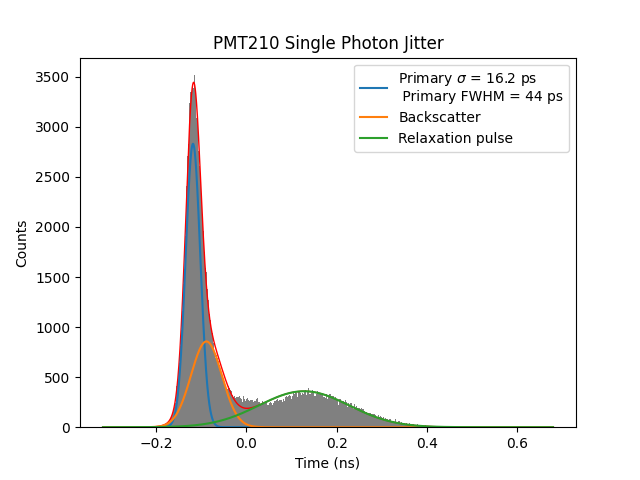 PMT210 Single Photon Jitter
Primary σ = 16.2 ps
Primary FWHM = 44 ps
Backscatter
Relaxation pulse
3500
3000
2500
2000
1500
1000
500
0
Counts
−0.2 0.0 0.2 0.4 0.6
Time (ns)